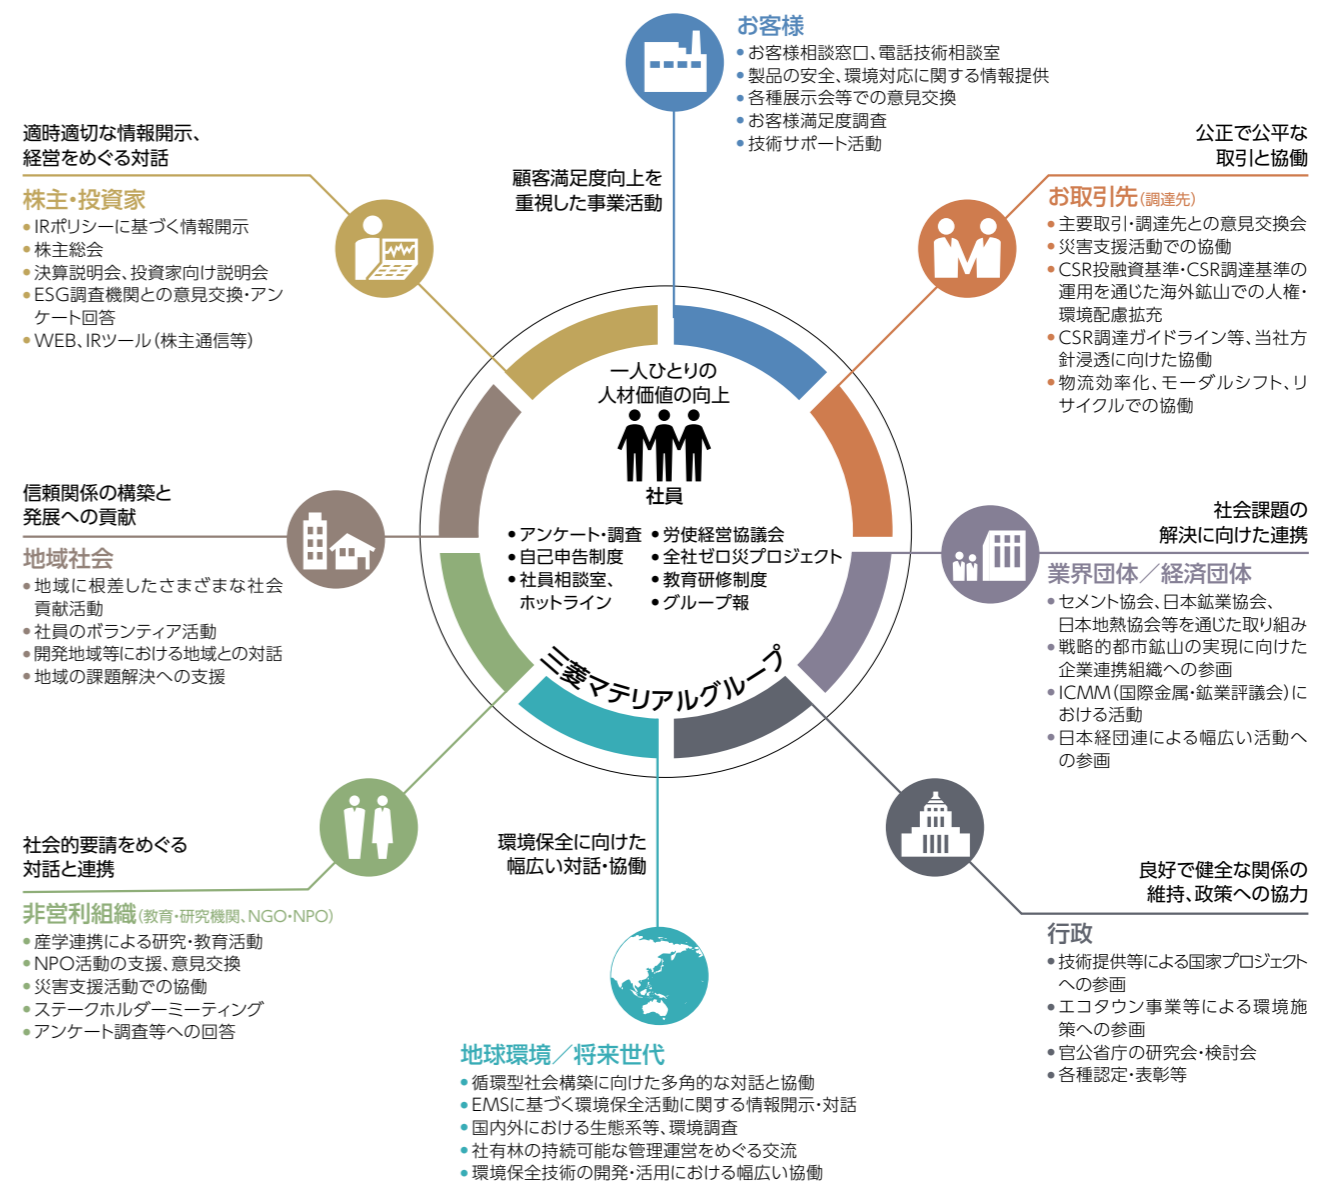 お客様
• お客様相談窓口、電話技術相談室
• 製品の安全、環境対応に関する情報提供
• 各種展示会等での意見交換
• お客様満足度調査
• 技術サポート活動
顧客満足度向上を
重視した事業活動
適時適切な情報開示、
経営をめぐる対話
株主・投資家
• IRポリシーに基づく情報開示
• 株主総会
• 決算説明会、投資家向け説明会
• ESG調査機関との意見交換・アン
ケート回答
• WEB、IRツール(株主通信等)
公正で公平な
取引と協働
お取引先(調達先)
• 主要取引・調達先との意見交換会
• 災害支援活動での協働
• CSR投融資基準・CSR調達基準の
運用を通じた海外鉱山での人権・
環境配慮拡充
• CSR調達ガイドライン等、当社方
針浸透に向けた協働
• 物流効率化、モーダルシフト、リ
サイクルでの協働
一人ひとりの
人材価値の向上
社員
• アンケート・調査
• 自己申告制度
• 社員相談室、
ホットライン
• 労使経営協議会
• 全社ゼロ災プロジェクト
• 教育研修制度
• グループ報
三菱マテリアルグループ
信頼関係の構築と
発展への貢献
地域社会
• 地域に根差したさまざまな社会
貢献活動
• 社員のボランティア活動
• 開発地域等における地域との対話
• 地域の課題解決への支援
社会課題の
解決に向けた連携
業界団体／経済団体
• セメント協会、日本鉱業協会、
日本地熱協会等を通じた取り組み
• 戦略的都市鉱山の実現に向けた
企業連携組織への参画
• ICMM(国際金属・鉱業評議会)に
おける活動
• 日本経団連による幅広い活動へ
の参画
社会的要請をめぐる
対話と連携
非営利組織(教育・研究機関、NGO・NPO)
• 産学連携による研究・教育活動
• NPO活動の支援、意見交換
• 災害支援活動での協働
• ステークホルダーミーティング
• アンケート調査等への回答
環境保全に向けた
幅広い対話・協働
地球環境／将来世代
• 循環型社会構築に向けた多角的な対話と協働
• EMSに基づく環境保全活動に関する情報開示・対話
• 国内外における生態系等、環境調査
• 社有林の持続可能な管理運営をめぐる交流
• 環境保全技術の開発・活用における幅広い協働
良好で健全な関係の
維持、政策への協力
行政
• 技術提供等による国家プロジェクト
への参画
• エコタウン事業等による環境施
策への参画
• 官公省庁の研究会・検討会
• 各種認定・表彰等